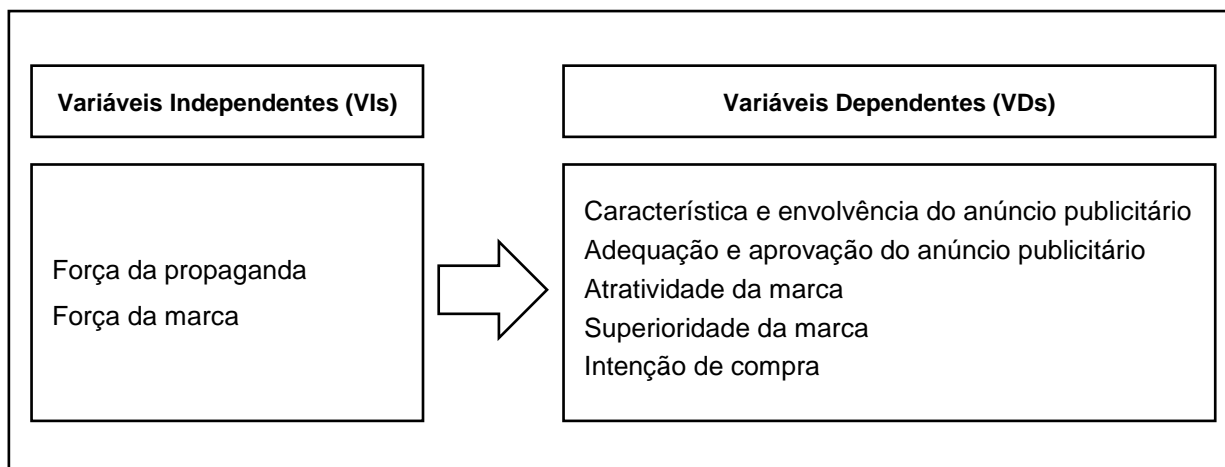 Variáveis Independentes (VIs)
Variáveis Dependentes (VDs)
Força da propaganda
Força da marca
Característica e envolvência do anúncio publicitário
Adequação e aprovação do anúncio publicitário
Atratividade da marca
Superioridade da marca
Intenção de compra